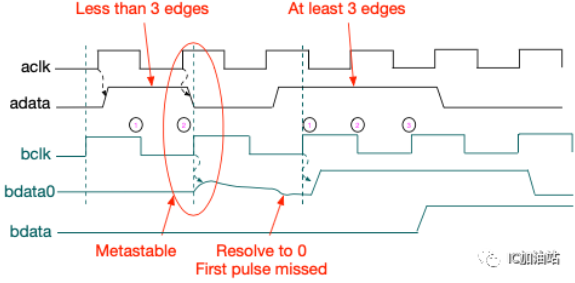 Less than 3 edges
At least 3 edges
aclk
adata
1
2
1
2
3
bclk
bdata0
bdata
Metastable
Resolve to 0
First pulse missed
IC加油站